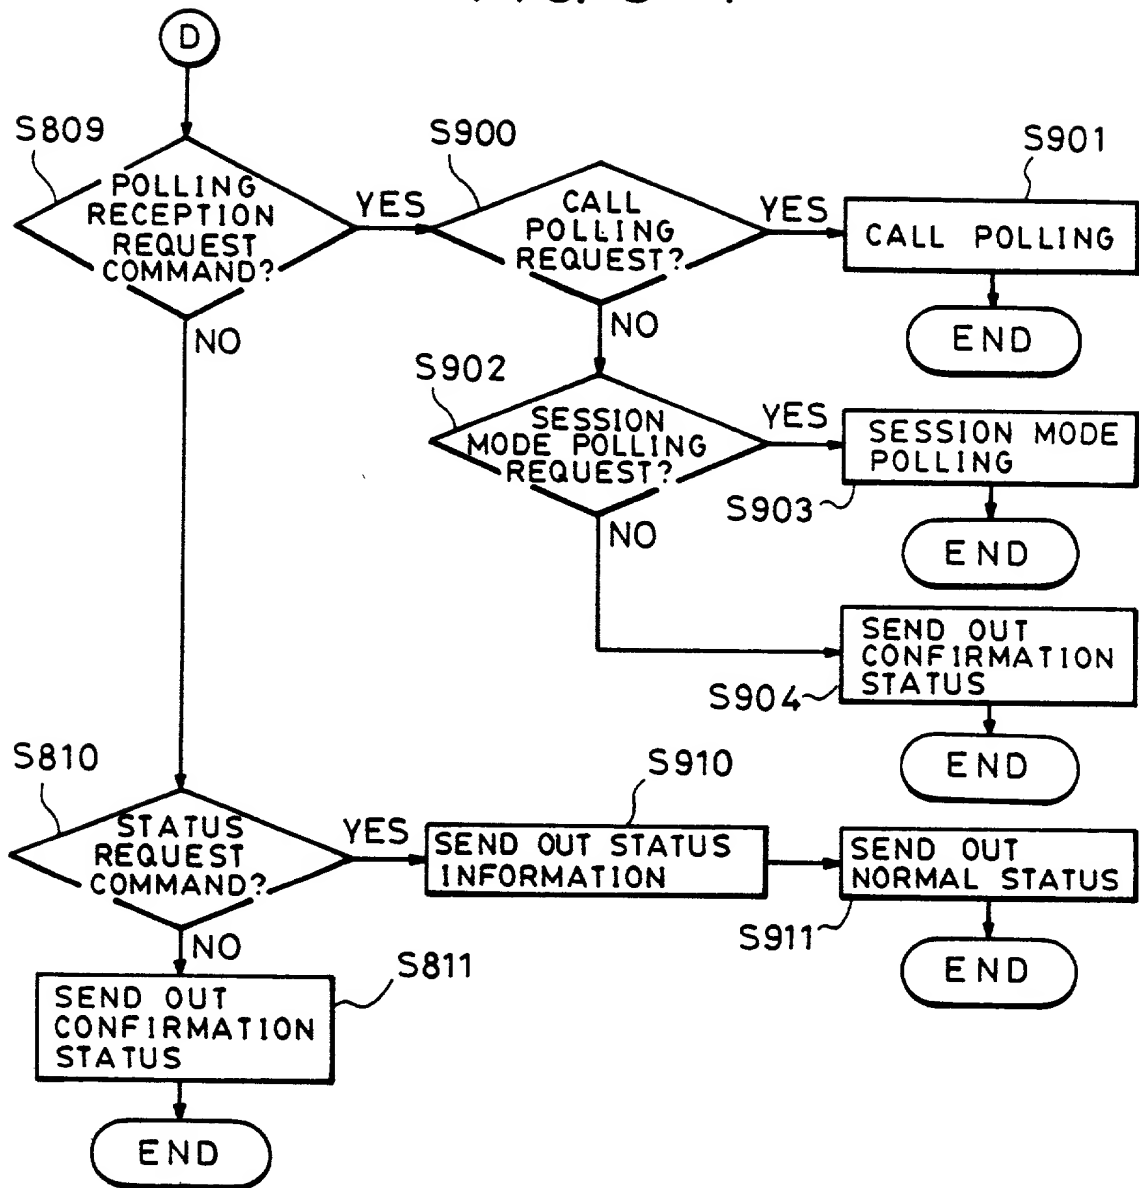 D
S809
POLLING
RECEPTION
REQUEST
COMMAND?
YES
NO
S900
CALL
POLLING
REQUEST?
YES
NO
S901
CALL POLLING
END
S902
SESSION
MODE POLLING
REQUEST?
YES
NO
SESSION MODE
POLLING
S903
END
SEND OUT
CONFIRMATION
STATUS
S904
END
S810
STATUS
REQUEST
COMMAND?
YES
NO
S910
SEND OUT STATUS
INFORMATION
SEND OUT
NORMAL STATUS
S911
END
S811
SEND OUT
CONFIRMATION
STATUS
END